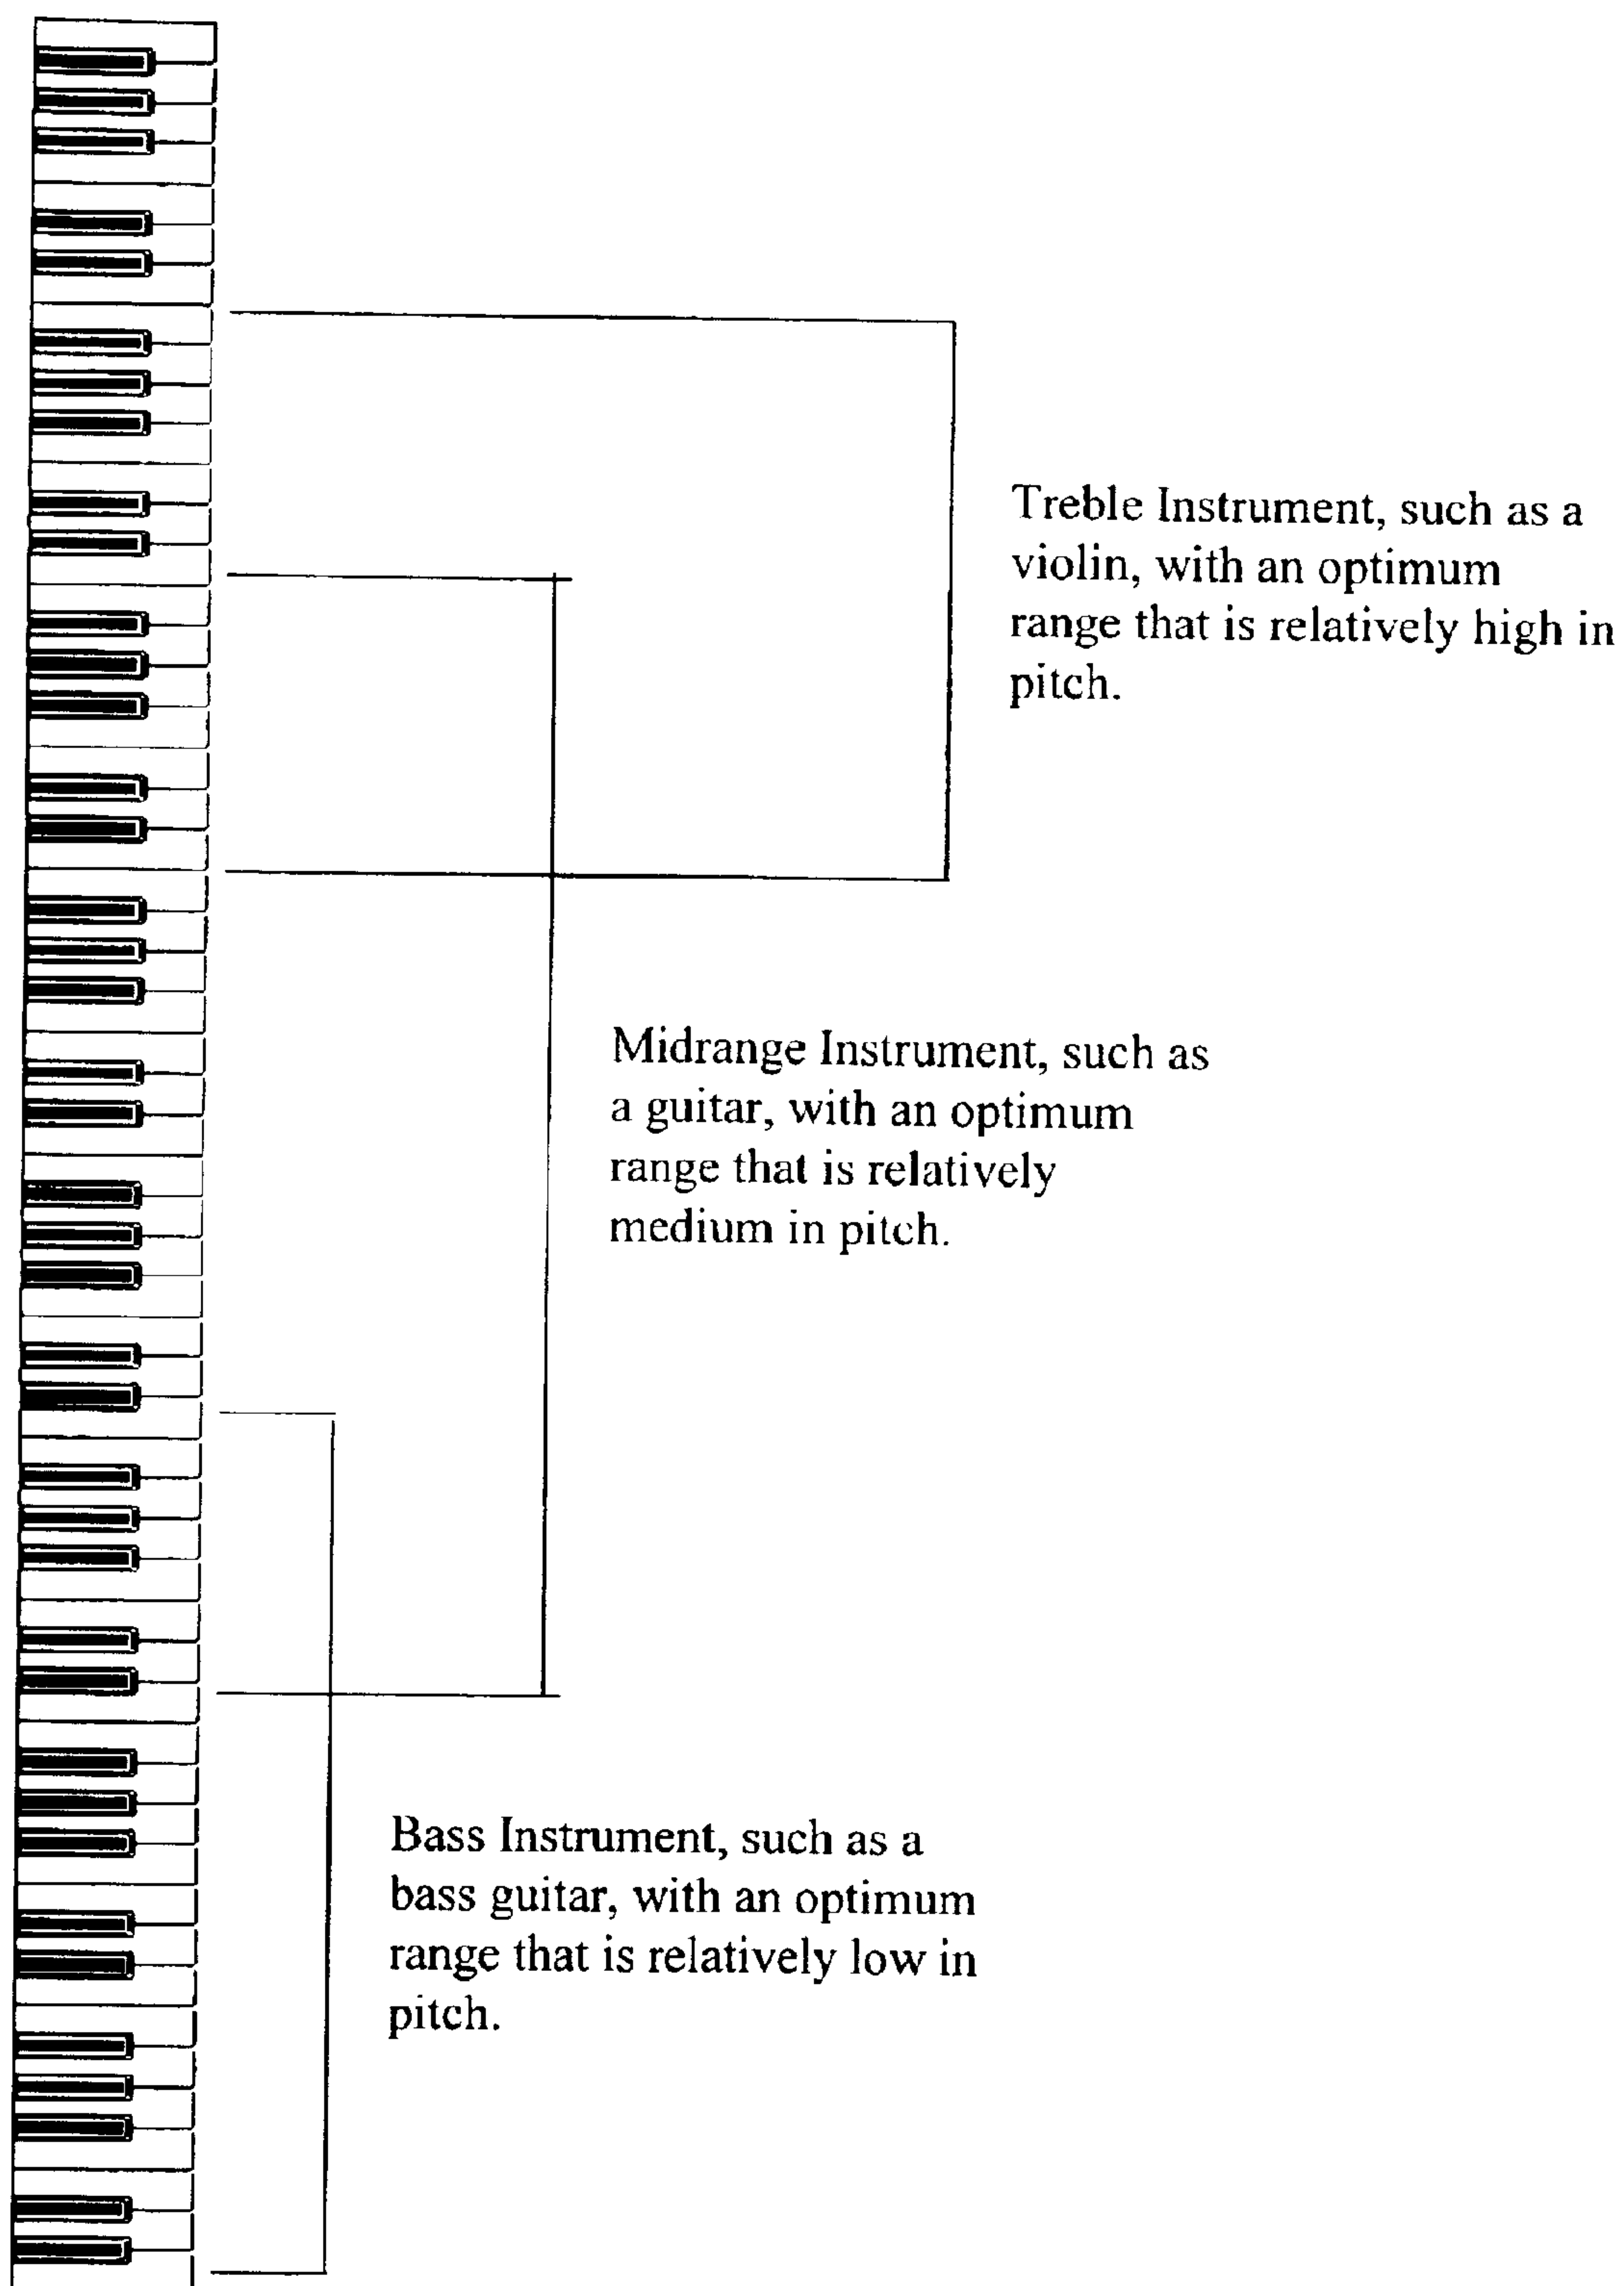 Treble Instrument, such as a
violin, with an optimum
range that is relatively high in
pitch.
Midrange Instrument, such as
a guitar, with an optimum
range that is relatively
medium in pitch.
Bass Instrument, such as a
bass guitar, with an optimum
range that is relatively low in
pitch.